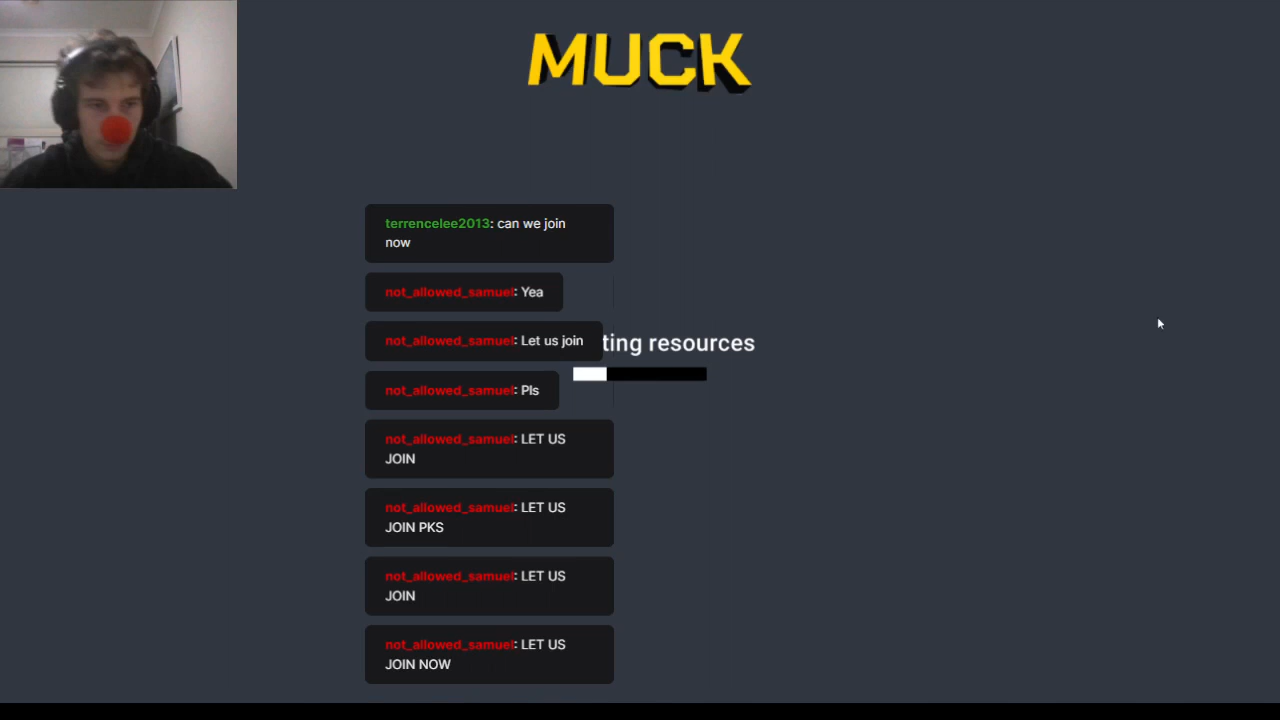 MUCK
terrencelee2013: can we join
now
not_allowed_samuel: Yea
not_allowed_samuel: Let us join
ting resources
not_allowed_samuel: Pls
not_allowed_samuel: LET US
JOIN
not_allowed_samuel: LET US
JOIN PKS
not_allowed_samuel: LET US
JOIN
not_allowed_samuel: LET US
JOIN NOW